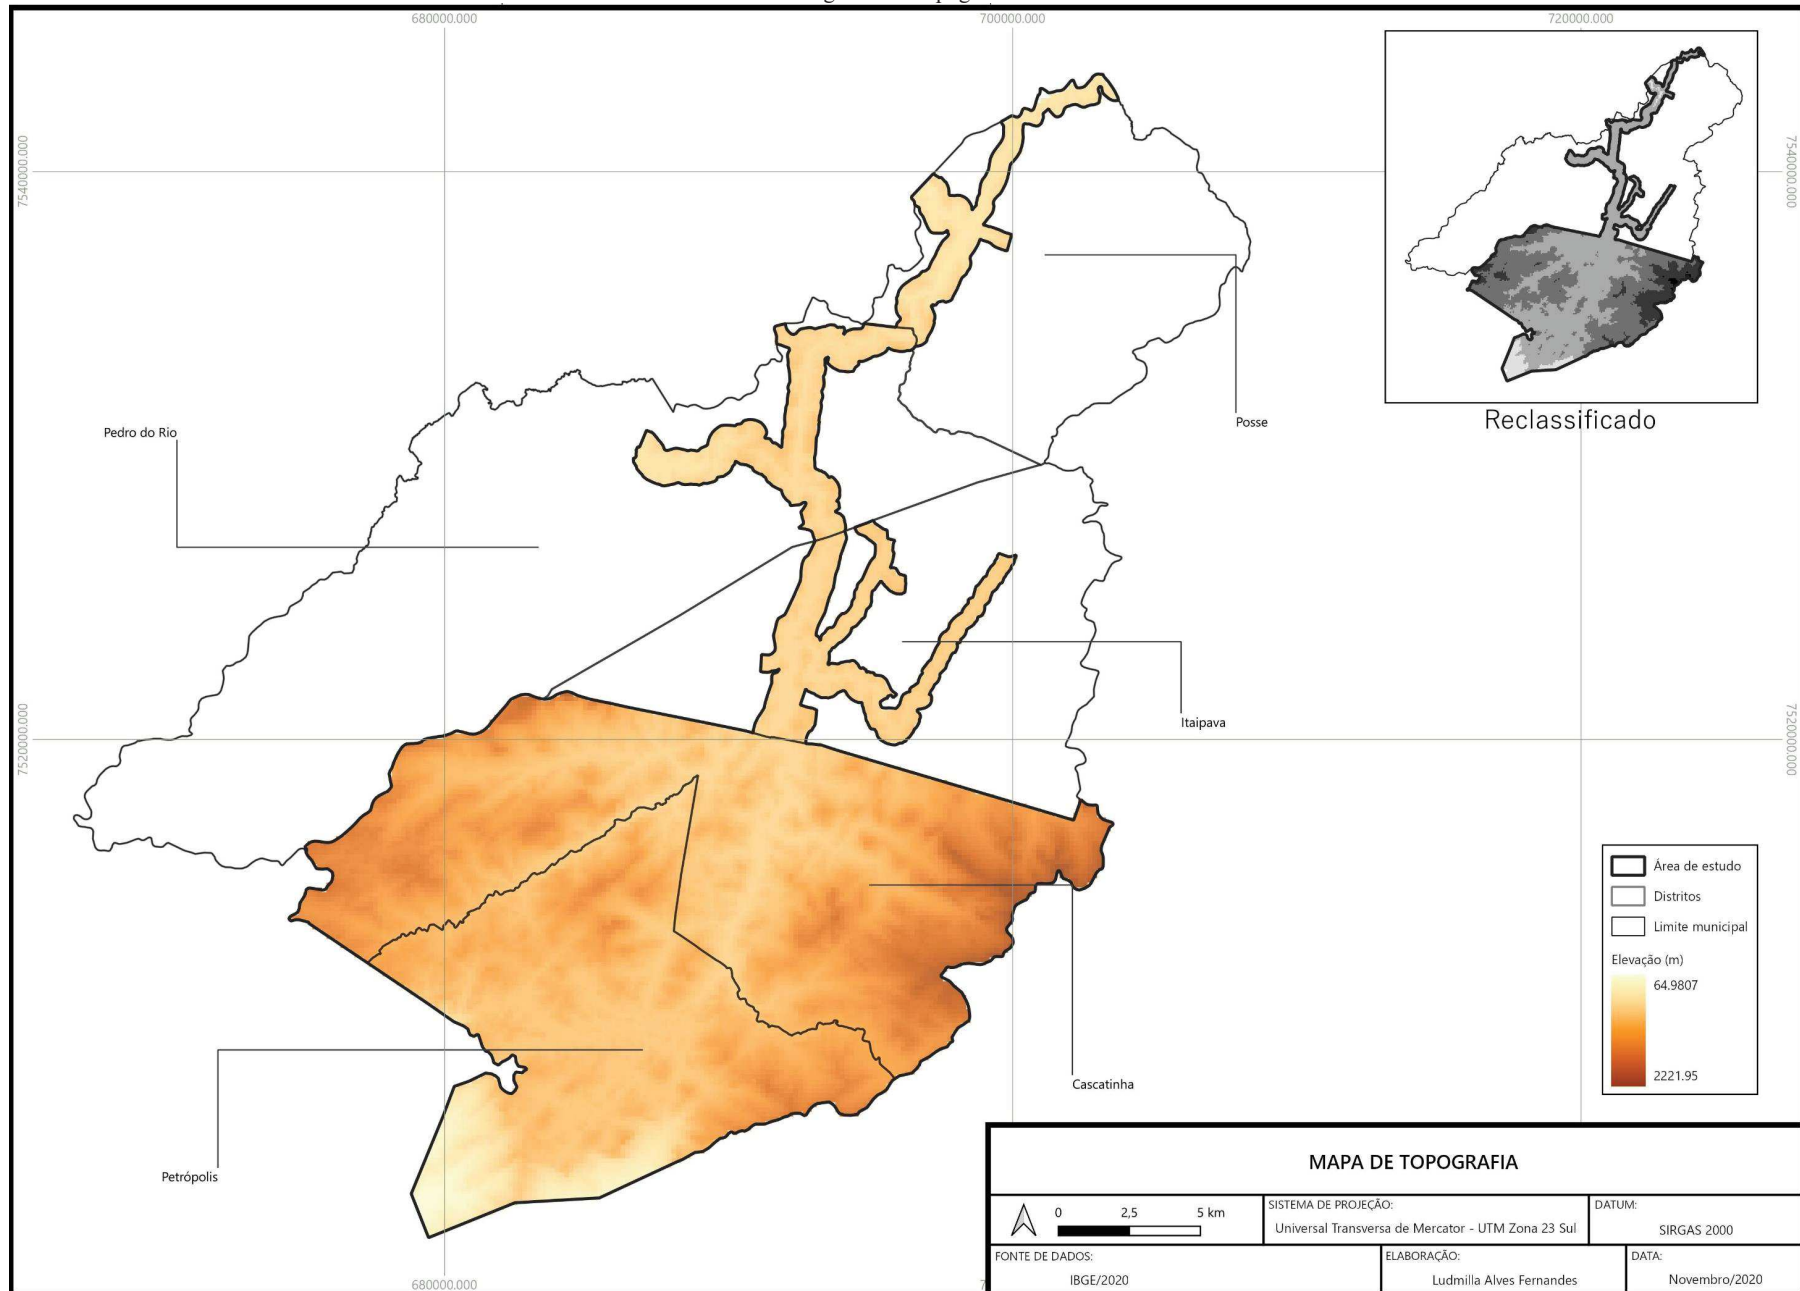 680000.000
700000.000
720000.000
7540000.000
7540000.000
Reclassificado
Pedro do Rio
Posse
Itaipava
7520000.000
7520000.000
Área de estudo
Distritos
Limite municipal
Elevação (m)
64.9807
2221.95
Cascatinha
Petrópolis
MAPA DE TOPOGRAFIA
0 2,5 5 km
SISTEMA DE PROJEÇÃO:
Universal Transversa de Mercator - UTM Zona 23 Sul
DATUM:
SIRGAS 2000
FONTE DE DADOS:
IBGE/2020
ELABORAÇÃO:
Ludmilla Alves Fernandes
DATA:
Novembro/2020
680000.000